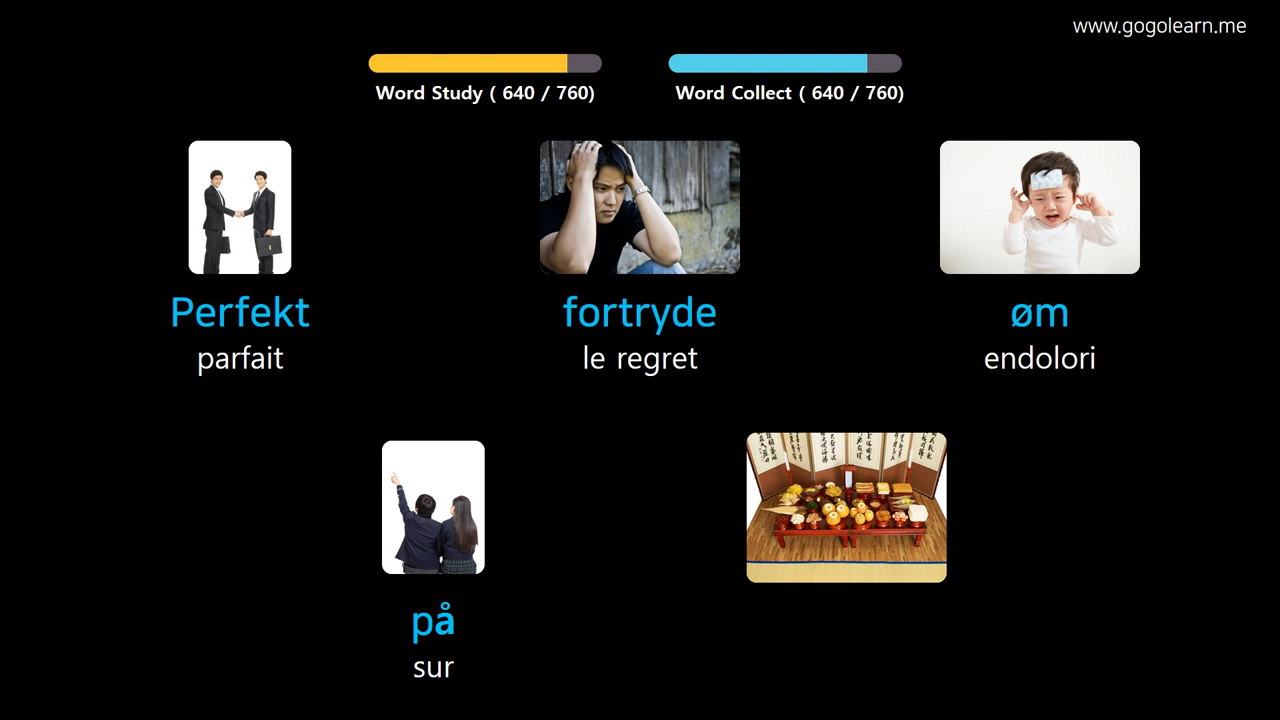 www.gogolearn.me
Word Study ( 640 / 760)
Word Collect ( 640 / 760)
Perfekt
parfait
fortryde
le regret
øm
endolori
på
sur